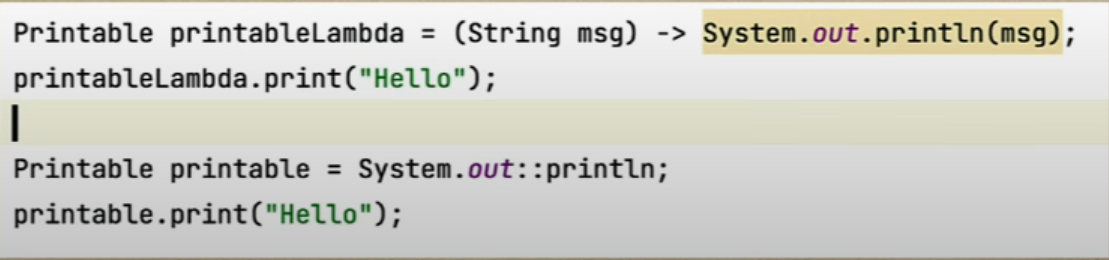 Printable printableLambda = (String msg) -> System.out.println(msg);
printableLambda.print("Hello");
Printable printable = System.out::println;
printable.print("Hello");